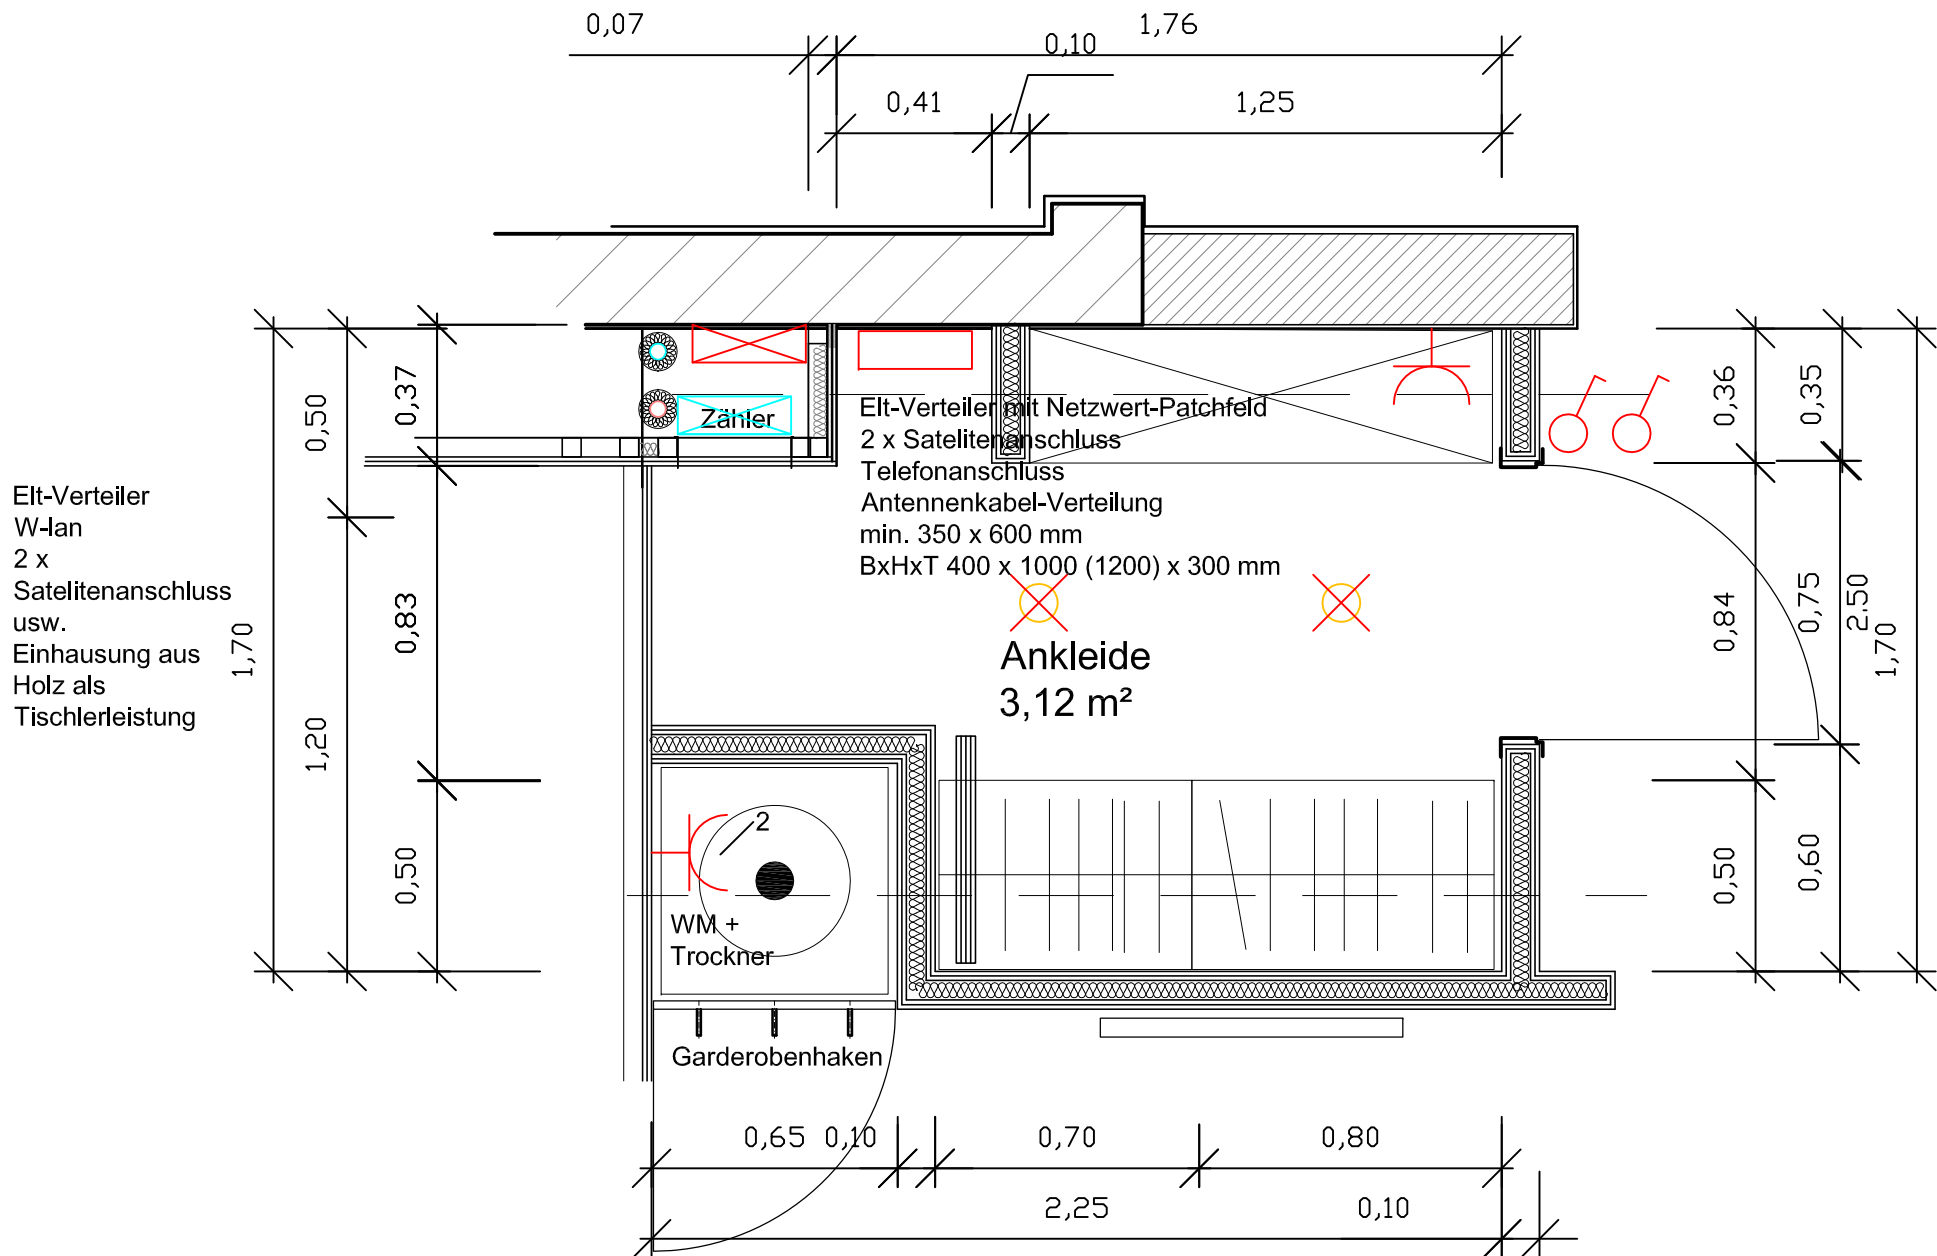 0,07
1,76
0,10
0,41
1,25
Zähler
Elt-Verteiler mit Netzwert-Patchfeld
2 x Satelitenanschluss
Telefonanschluss
Antennenkabel-Verteilung
min. 350 x 600 mm
BxHxT 400 x 1000 (1200) x 300 mm
Elt-Verteiler
W-lan
2 x
Satelitenanschluss
usw.
Einhausung aus
Holz als
Tischlerleistung
1,70
0,50
1,20
0,37
0,83
0,50
Ankleide
3,12 m²
0,36
0,84
0,50
0,35
0,75
0,60
2.50
1,70
2
WM +
Trockner
Garderobenhaken
0,65
0,10
0,70
0,80
2,25
0,10